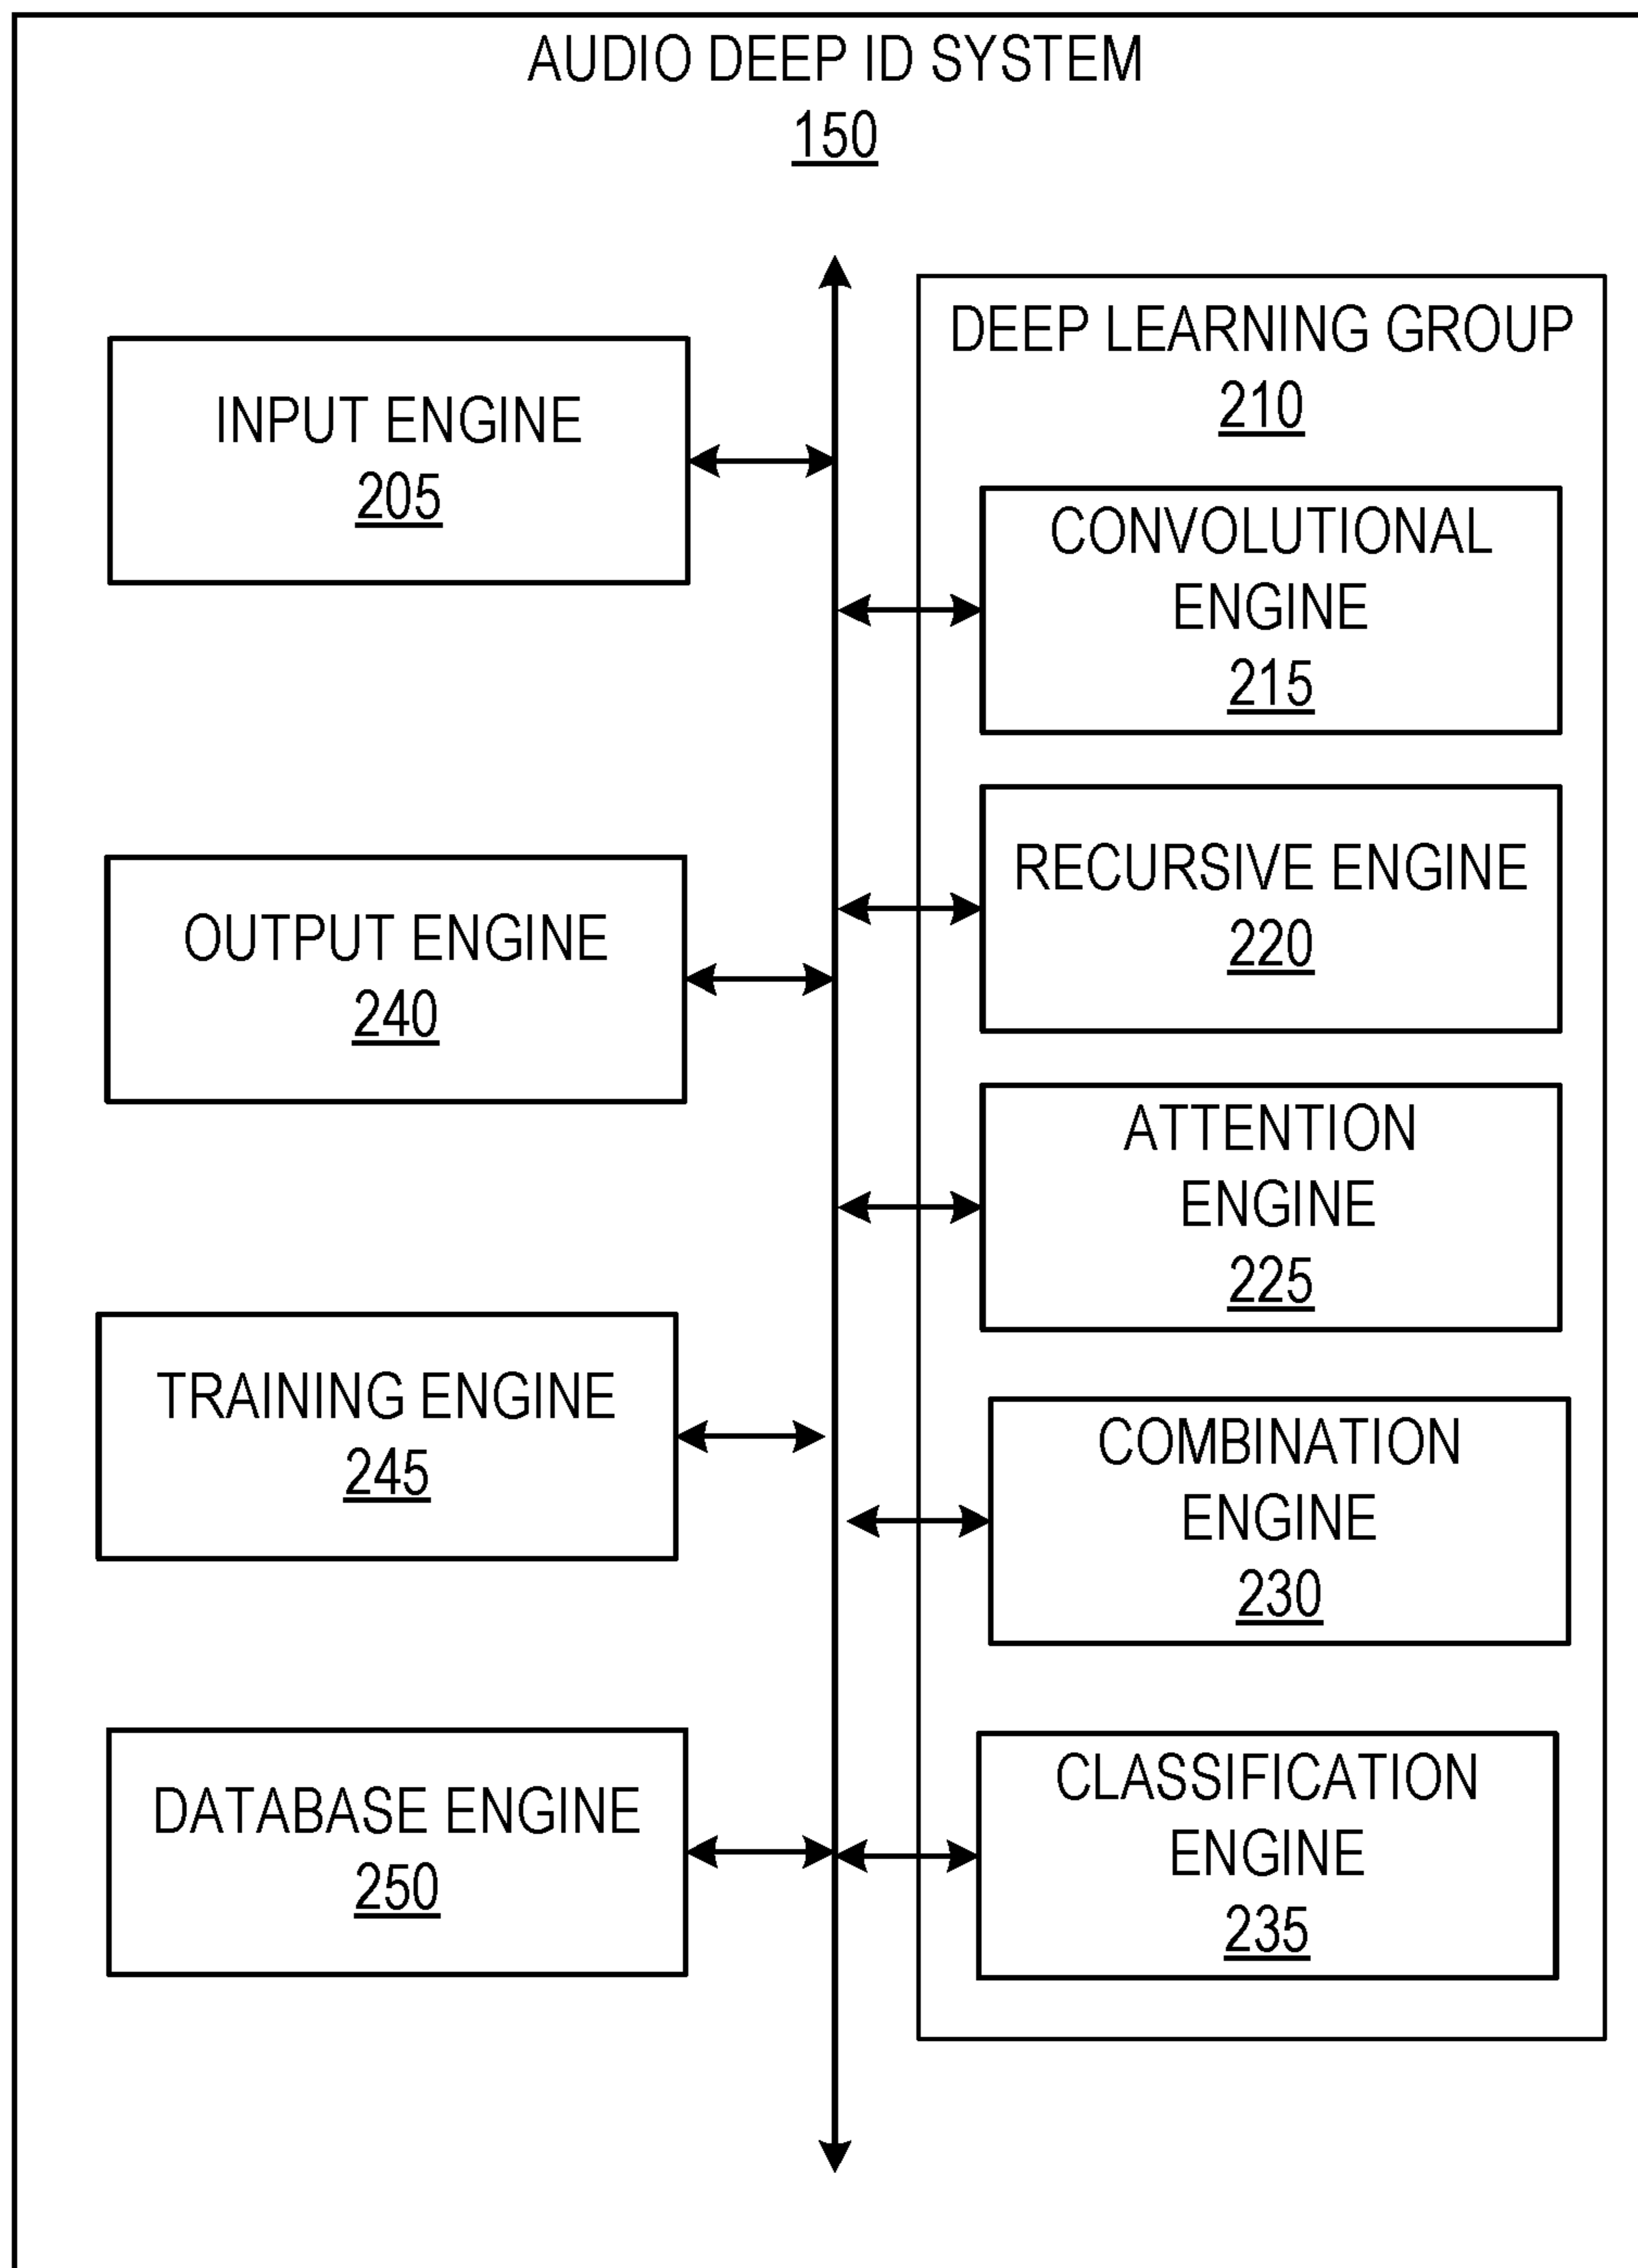 AUDIO DEEP ID SYSTEM
150
INPUT ENGINE
205
OUTPUT ENGINE
240
TRAINING ENGINE
245
DATABASE ENGINE
250
DEEP LEARNING GROUP
210
CONVOLUTIONAL
ENGINE
215
RECURSIVE ENGINE
220
ATTENTION
ENGINE
225
COMBINATION
ENGINE
230
CLASSIFICATION
ENGINE
235